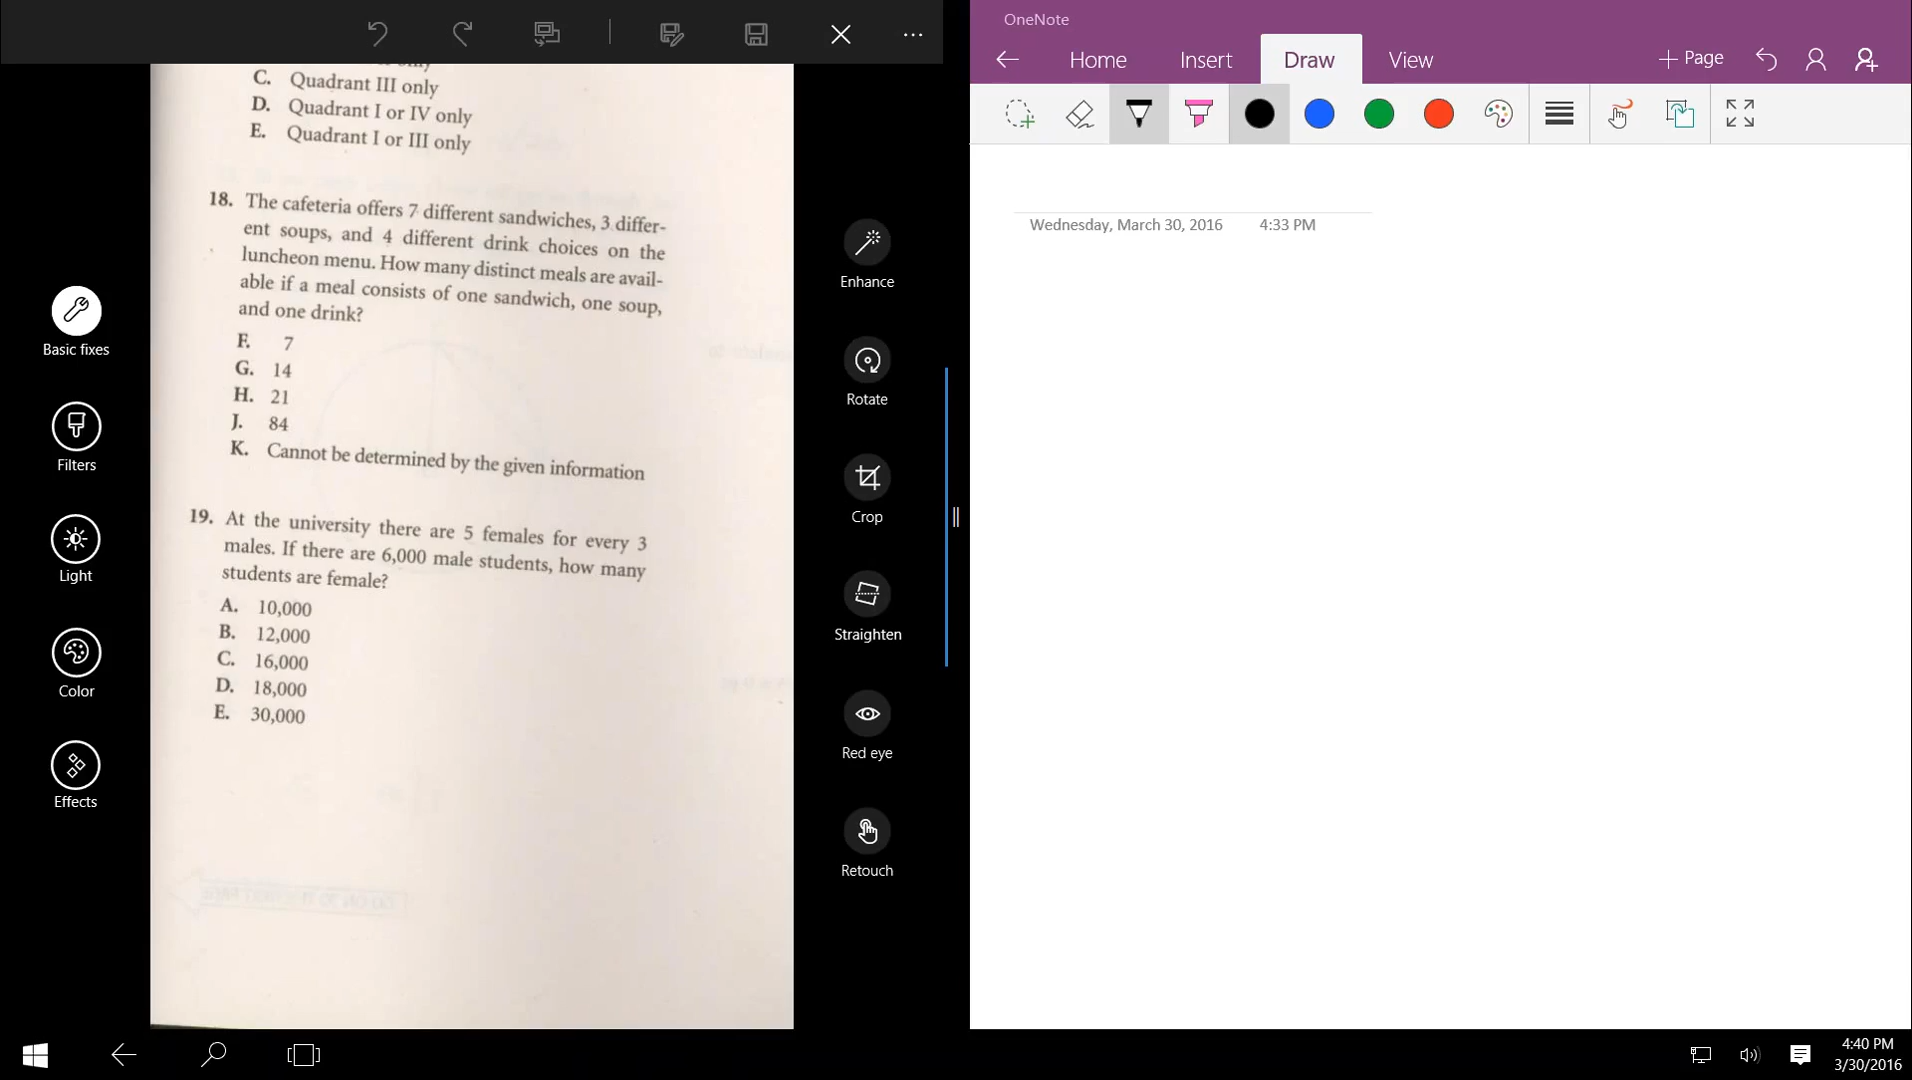 OneNote
Home Insert Draw View
Page
Wednesday, March 30, 2016 4:33 PM
only
C. Quadrant III only
D. Quadrant I or IV only
E. Quadrant I or III only
18. The cafeteria offers 7 different sandwiches, 3 differ-
ent soups, and 4 different drink choices on the
luncheon menu. How many distinct meals are avail-
able if a meal consists of one sandwich, one soup,
and one drink?
F. 7
G. 14
H. 21
J. 84
K. Cannot be determined by the given information
19. At the university there are 5 females for every 3
males. If there are 6,000 male students, how many
students are female?
A. 10,000
B. 12,000
C. 16,000
D. 18,000
E. 30,000
Basic fixes
Filters
Light
Color
Effects
Enhance
Rotate
Crop
Straighten
Red eye
Retouch
4:40 PM
3/30/2016